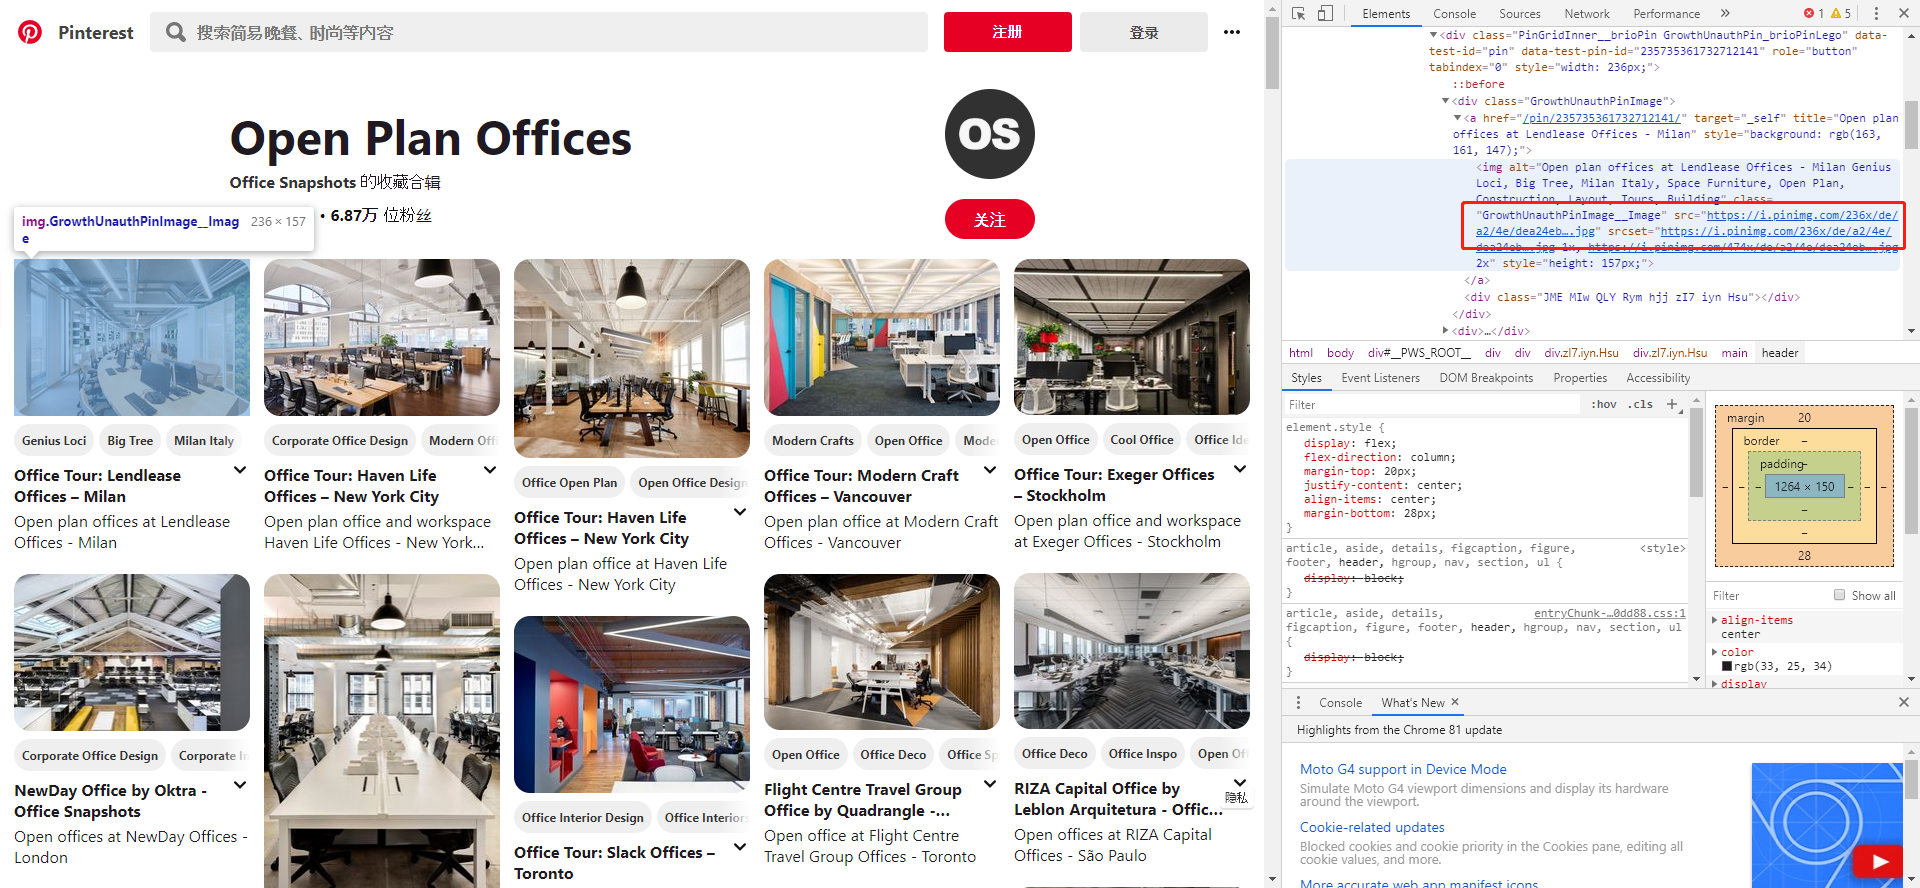 Pinterest
搜索简易晚餐、时尚等内容
注册
登录
Open Plan Offices
Office Snapshots 的收藏合辑
• 6.87万 位粉丝
OS
关注
img.GrowthUnauthPinImage__Imag
e
236 × 157
Genius Loci
Big Tree
Milan Italy
Office Tour: Lendlease
Offices – Milan
Open plan offices at Lendlease
Offices - Milan
Corporate Office Design
Modern Off
Office Tour: Haven Life
Offices – New York City
Open plan office and workspace
Haven Life Offices - New York...
Office Open Plan
Open Office Design
Office Tour: Haven Life
Offices – New York City
Open plan office at Haven Life
Offices - New York City
Modern Crafts
Open Office
Mode
Office Tour: Modern Craft
Offices – Vancouver
Open plan office at Modern Craft
Offices - Vancouver
Open Office
Cool Office
Office Ide
Office Tour: Exeger Offices
– Stockholm
Open plan office and workspace
at Exeger Offices - Stockholm
Corporate Office Design
Corporate In
NewDay Office by Oktra -
Office Snapshots
Open offices at NewDay Offices -
London
Office Interior Design
Office Interiors
Office Tour: Slack Offices –
Toronto
Open Office
Office Deco
Office Sp
Flight Centre Travel Group
Office by Quadrangle -...
Open office at Flight Centre
Travel Group Offices - Toronto
Office Deco
Office Inspo
Open Off
RIZA Capital Office by
Leblon Arquitetura - Offic...
Open offices at RIZA Capital
Offices - São Paulo
隐私
Elements
Console
Sources
Network
Performance
»
1
5
<div class="PinGridInner__brioPin GrowthUnauthPin_brioPinLego" data-
test-id="pin" data-test-pin-id="235735361732712141" role="button"
tabindex="0" style="width: 236px;">
::before
<div class="GrowthUnauthPinImage">
<a href="/pin/235735361732712141/" target="_self" title="Open plan
offices at Lendlease Offices - Milan" style="background: rgb(163,
161, 147);">
<img alt="Open plan offices at Lendlease Offices - Milan Genius
Loci, Big Tree, Milan Italy, Space Furniture, Open Plan,
Construction, Layout, Tours, Building" class=
"GrowthUnauthPinImage__Image" src="https://i.pinimg.com/236x/de/
a2/4e/dea24eb….jpg" srcset="https://i.pinimg.com/236x/de/a2/4e/
dea24eb….jpg 1x, https://i.pinimg.com/474x/de/a2/4e/dea24eb….jpg
2x" style="height: 157px;">
</a>
<div class="JME MIw QLY Rym hjj zI7 iyn Hsu"></div>
</div>
<div>…</div>
html
body
div#__PWS_ROOT__
div
div
div.zI7.iyn.Hsu
div.zI7.iyn.Hsu
main
header
Styles
Event Listeners
DOM Breakpoints
Properties
Accessibility
Filter
:hov
.cls
+
element.style {
display: flex;
flex-direction: column;
margin-top: 20px;
justify-content: center;
align-items: center;
margin-bottom: 28px;
}
article, aside, details, figcaption, figure,
footer, header, hgroup, nav, section, ul {
<style>
display: block;
}
article, aside, details,
entryChunk-…0dd88.css:1
figcaption, figure, footer, header, hgroup, nav, section, ul
{
display: block;
}
margin
20
border
–
padding
–
1264 × 150
–
–
28
Filter
Show all
align-items
center
color
rgb(33, 25, 34)
display
Console
What's New
Highlights from the Chrome 81 update
Moto G4 support in Device Mode
Simulate Moto G4 viewport dimensions and display its hardware
around the viewport.
Cookie-related updates
Blocked cookies and cookie priority in the Cookies pane, editing all
cookie values, and more.
More accurate web app manifest icons